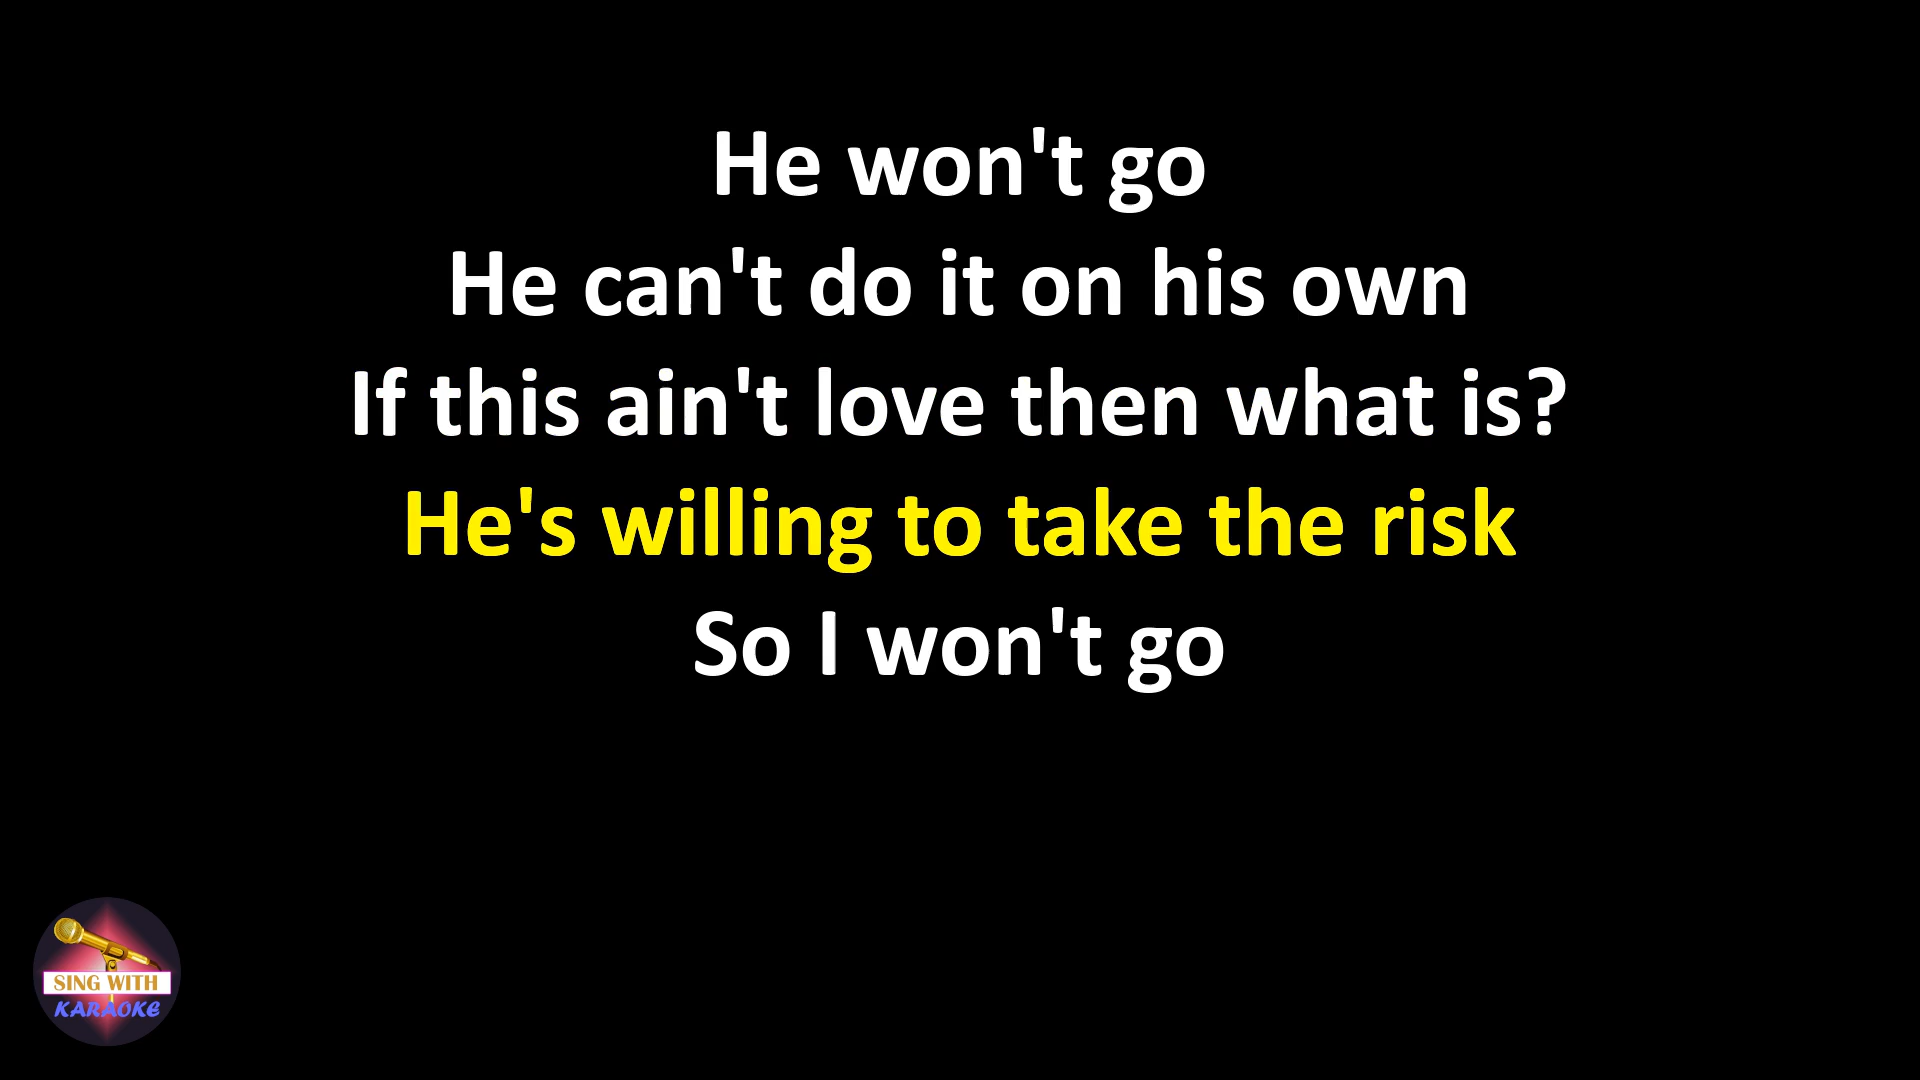 He won't go
He can't do it on his own
If this ain't love then what is?
He's willing to take the risk
So I won't go
SING WITH
KARAOKE